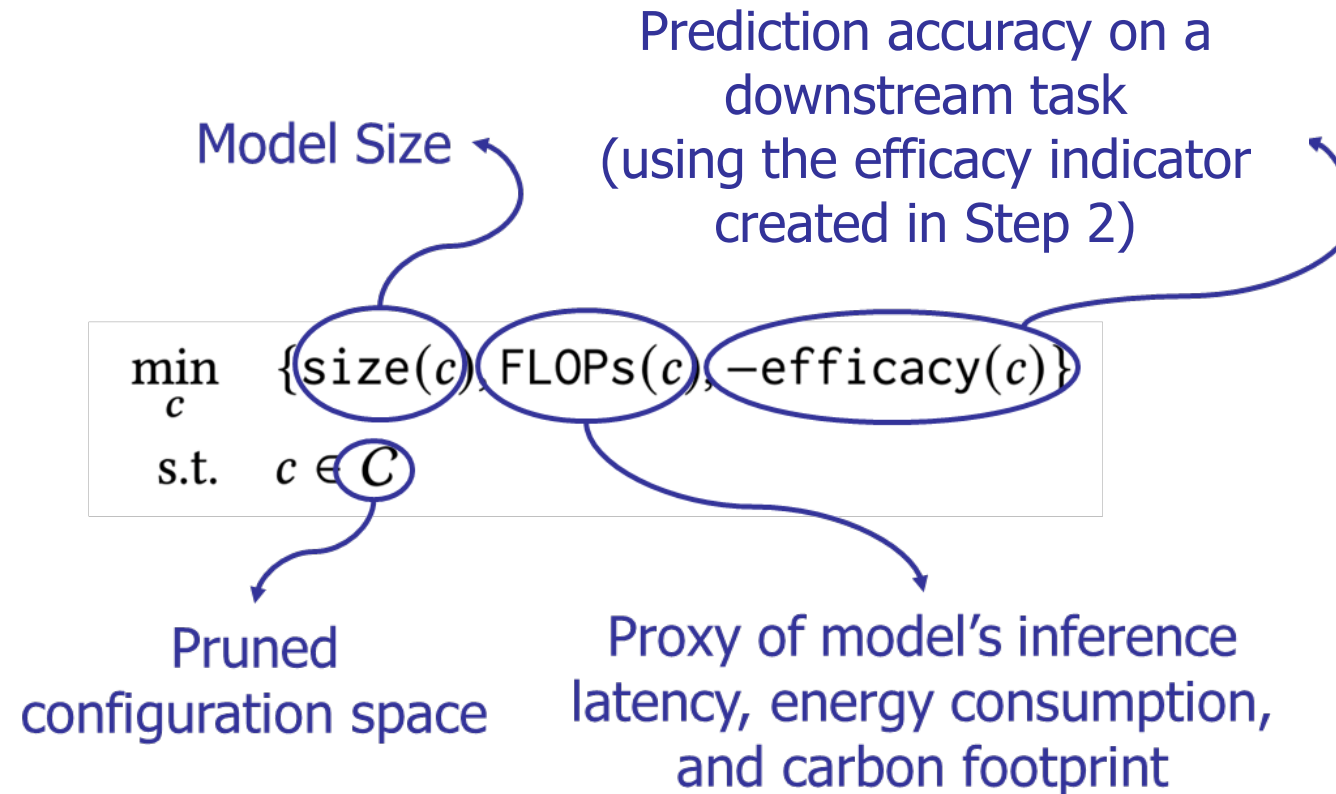 Prediction accuracy on a
downstream task
(using the efficacy indicator
created in Step 2)
Model Size
min {size(c), FLOPs(c), −efficacy(c)}
c
s.t. c ∈ C
Pruned
configuration space
Proxy of model’s inference
latency, energy consumption,
and carbon footprint